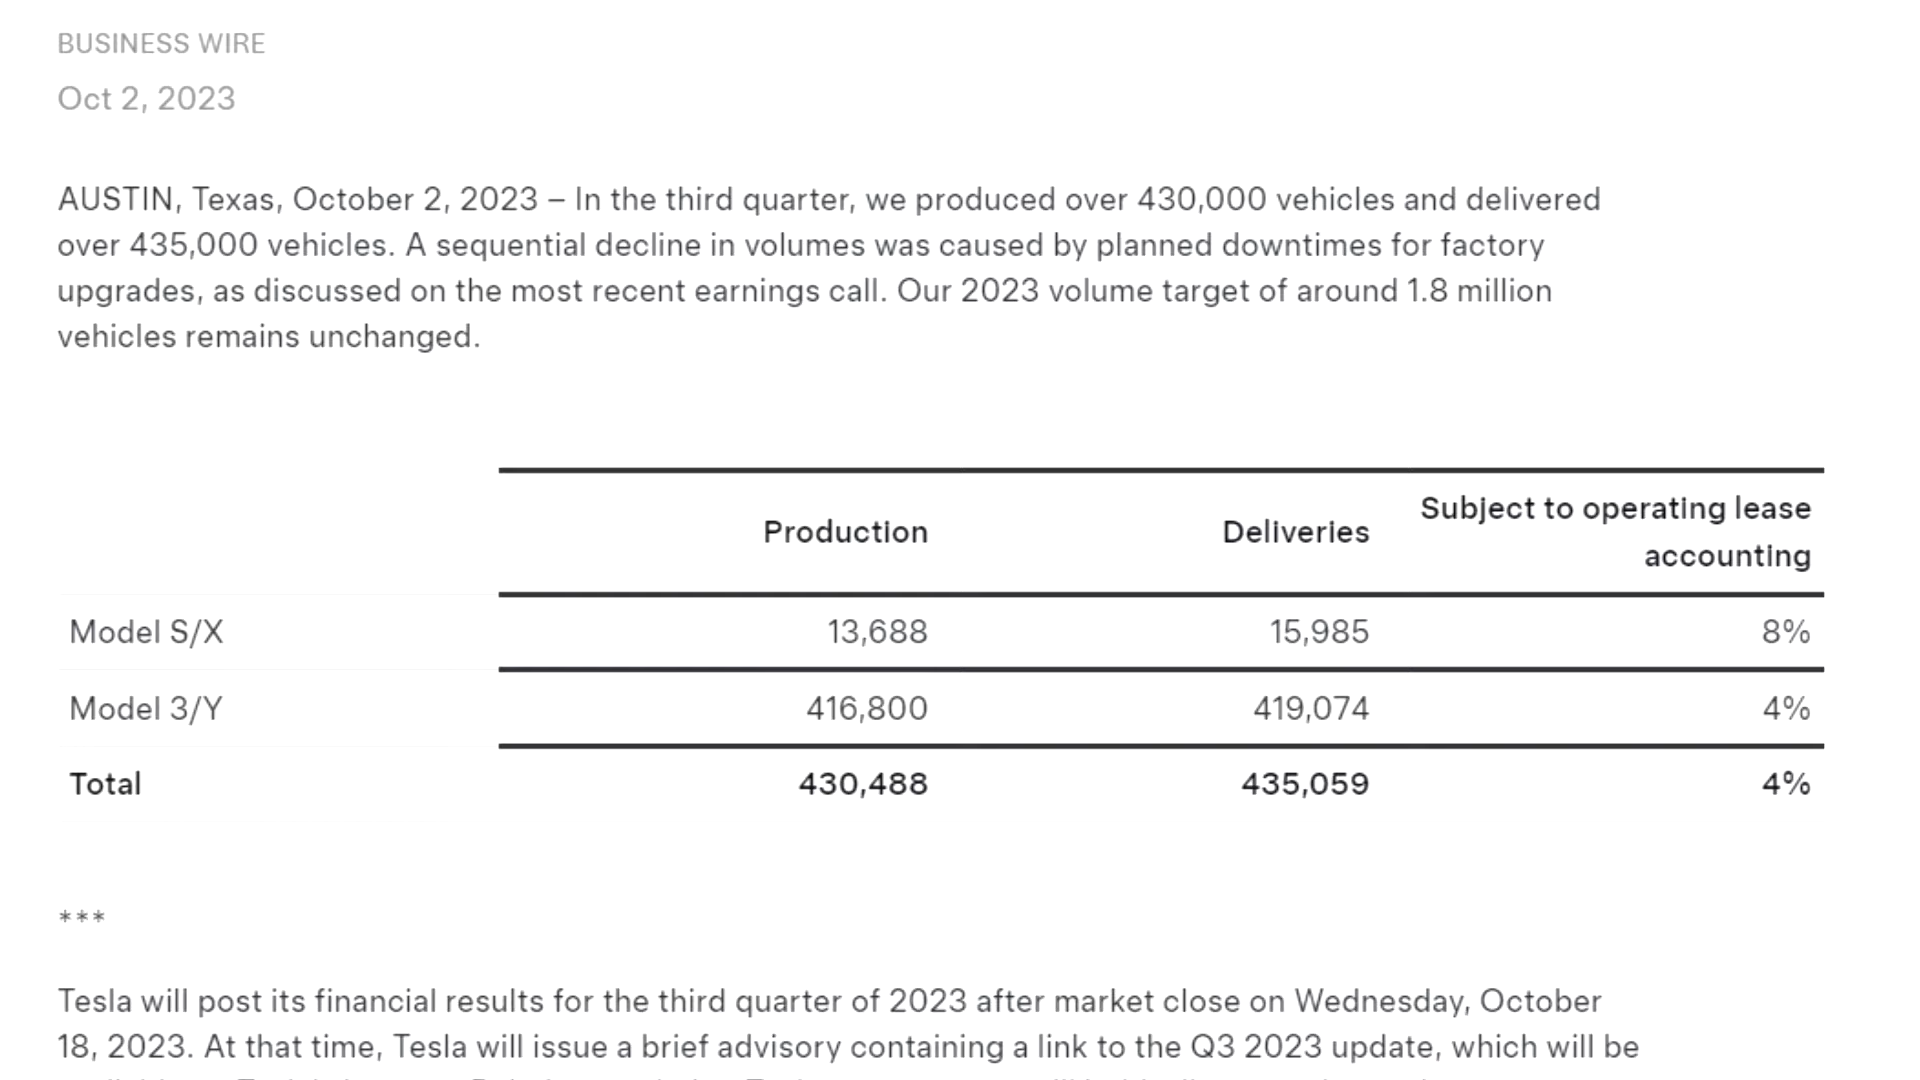 BUSINESS WIRE
Oct 2, 2023
AUSTIN, Texas, October 2, 2023 – In the third quarter, we produced over 430,000 vehicles and delivered
over 435,000 vehicles. A sequential decline in volumes was caused by planned downtimes for factory
upgrades, as discussed on the most recent earnings call. Our 2023 volume target of around 1.8 million
vehicles remains unchanged.
Production Deliveries Subject to operating lease
accounting
Model S/X 13,688 15,985 8%
Model 3/Y 416,800 419,074 4%
Total 430,488 435,059 4%
***
Tesla will post its financial results for the third quarter of 2023 after market close on Wednesday, October
18, 2023. At that time, Tesla will issue a brief advisory containing a link to the Q3 2023 update, which will be